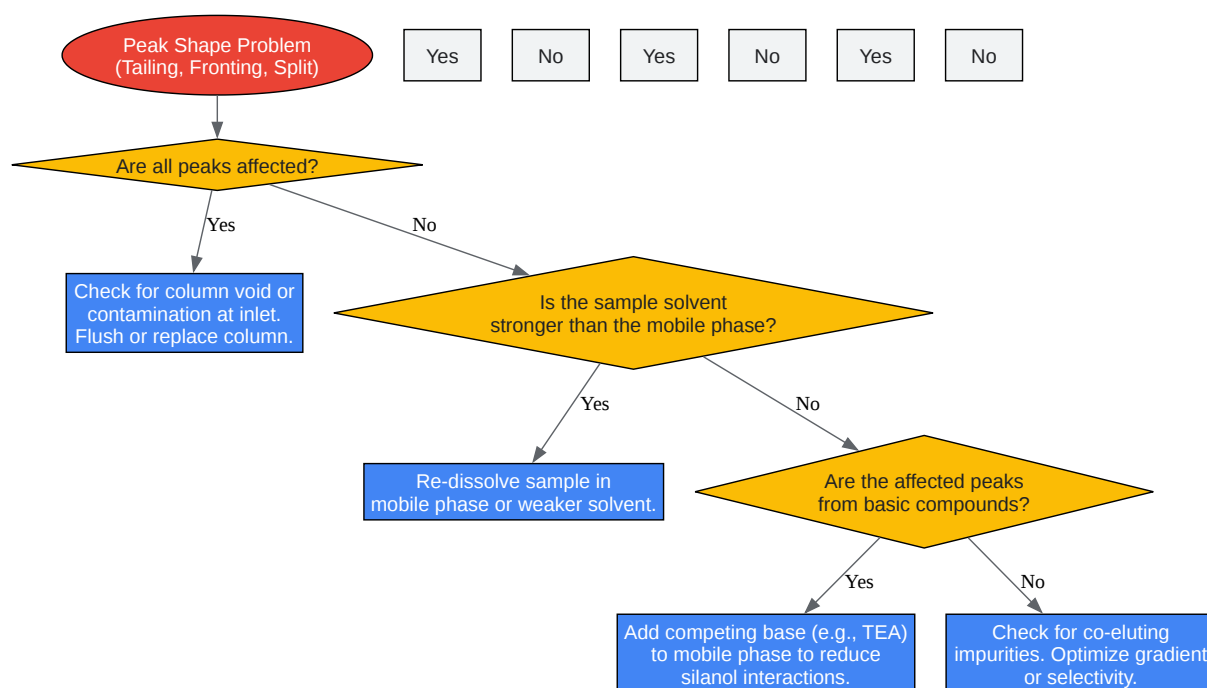 Peak Shape Problem
(Tailing, Fronting, Split)
Yes
No
Yes
No
Yes
No
Are all peaks affected?
Yes
No
Check for column void or
contamination at inlet.
Flush or replace column.
Is the sample solvent
stronger than the mobile phase?
Yes
No
Re-dissolve sample in
mobile phase or weaker solvent.
Are the affected peaks
from basic compounds?
Yes
No
Add competing base (e.g., TEA)
to mobile phase to reduce
silanol interactions.
Check for co-eluting
impurities. Optimize gradient
or selectivity.